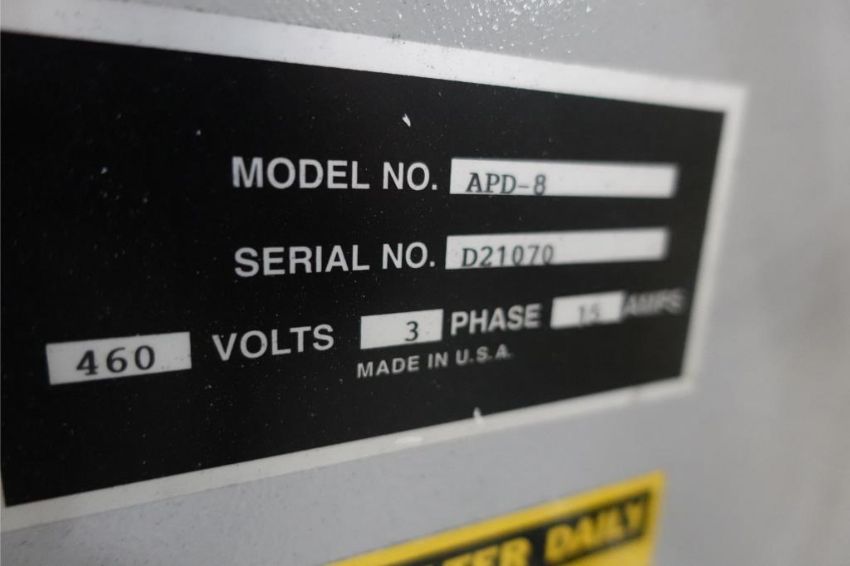 MODEL NO. APD-8
SERIAL NO. D21070
460 VOLTS 3 PHASE 15 AMPS
MADE IN U.S.A.
DAILY